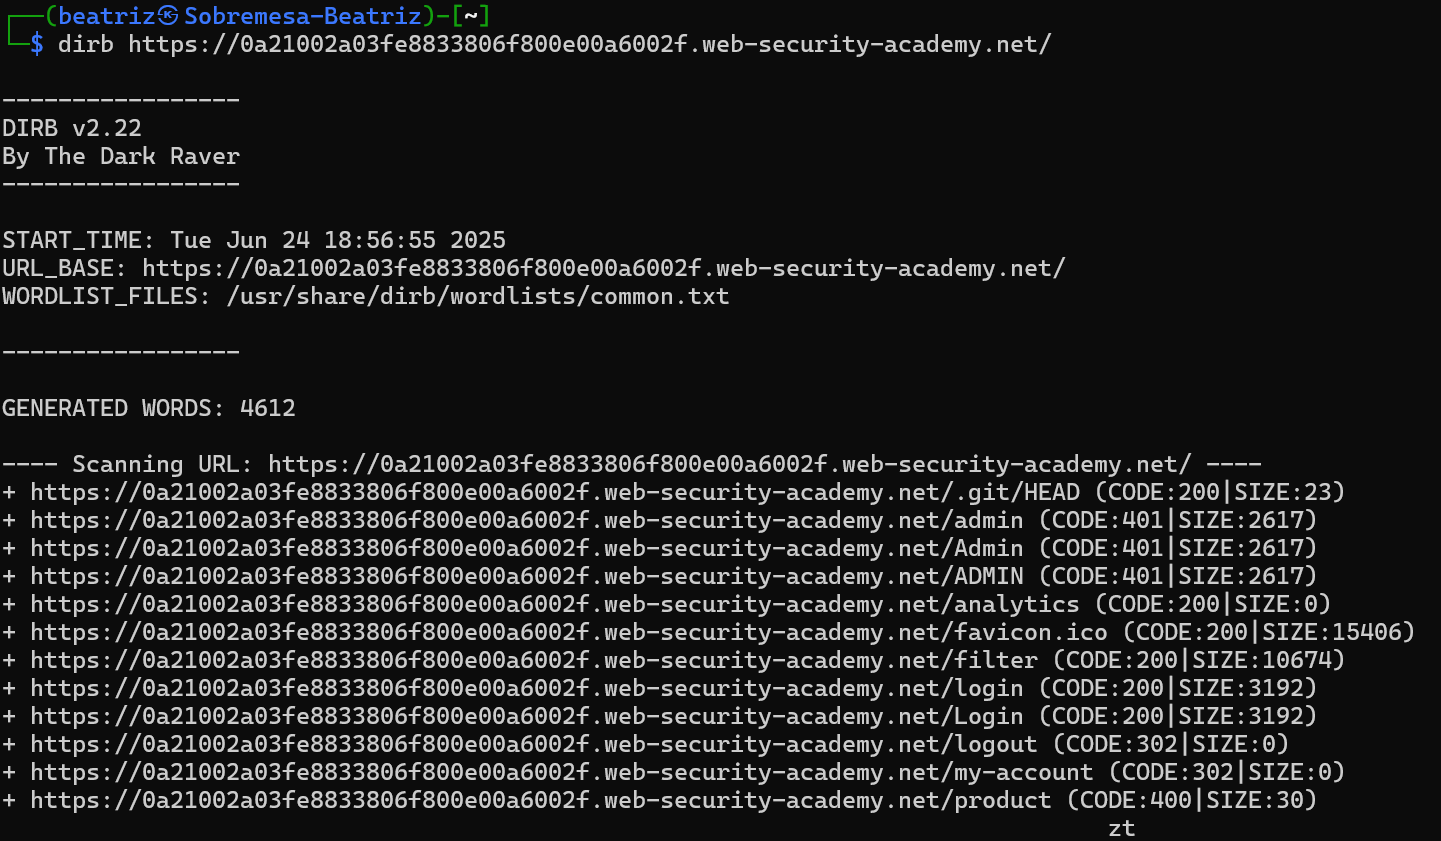 ┌──(beatriz㉿Sobremesa-Beatriz)-[~]
└─$ dirb https://0a21002a03fe8833806f800e00a6002f.web-security-academy.net/
-----------------
DIRB v2.22
By The Dark Raver
-----------------
START_TIME: Tue Jun 24 18:56:55 2025
URL_BASE: https://0a21002a03fe8833806f800e00a6002f.web-security-academy.net/
WORDLIST_FILES: /usr/share/dirb/wordlists/common.txt
-----------------
GENERATED WORDS: 4612
---- Scanning URL: https://0a21002a03fe8833806f800e00a6002f.web-security-academy.net/ ----
+ https://0a21002a03fe8833806f800e00a6002f.web-security-academy.net/.git/HEAD (CODE:200|SIZE:23)
+ https://0a21002a03fe8833806f800e00a6002f.web-security-academy.net/admin (CODE:401|SIZE:2617)
+ https://0a21002a03fe8833806f800e00a6002f.web-security-academy.net/Admin (CODE:401|SIZE:2617)
+ https://0a21002a03fe8833806f800e00a6002f.web-security-academy.net/ADMIN (CODE:401|SIZE:2617)
+ https://0a21002a03fe8833806f800e00a6002f.web-security-academy.net/analytics (CODE:200|SIZE:0)
+ https://0a21002a03fe8833806f800e00a6002f.web-security-academy.net/favicon.ico (CODE:200|SIZE:15406)
+ https://0a21002a03fe8833806f800e00a6002f.web-security-academy.net/filter (CODE:200|SIZE:10674)
+ https://0a21002a03fe8833806f800e00a6002f.web-security-academy.net/login (CODE:200|SIZE:3192)
+ https://0a21002a03fe8833806f800e00a6002f.web-security-academy.net/Login (CODE:200|SIZE:3192)
+ https://0a21002a03fe8833806f800e00a6002f.web-security-academy.net/logout (CODE:302|SIZE:0)
+ https://0a21002a03fe8833806f800e00a6002f.web-security-academy.net/my-account (CODE:302|SIZE:0)
+ https://0a21002a03fe8833806f800e00a6002f.web-security-academy.net/product (CODE:400|SIZE:30)
zt